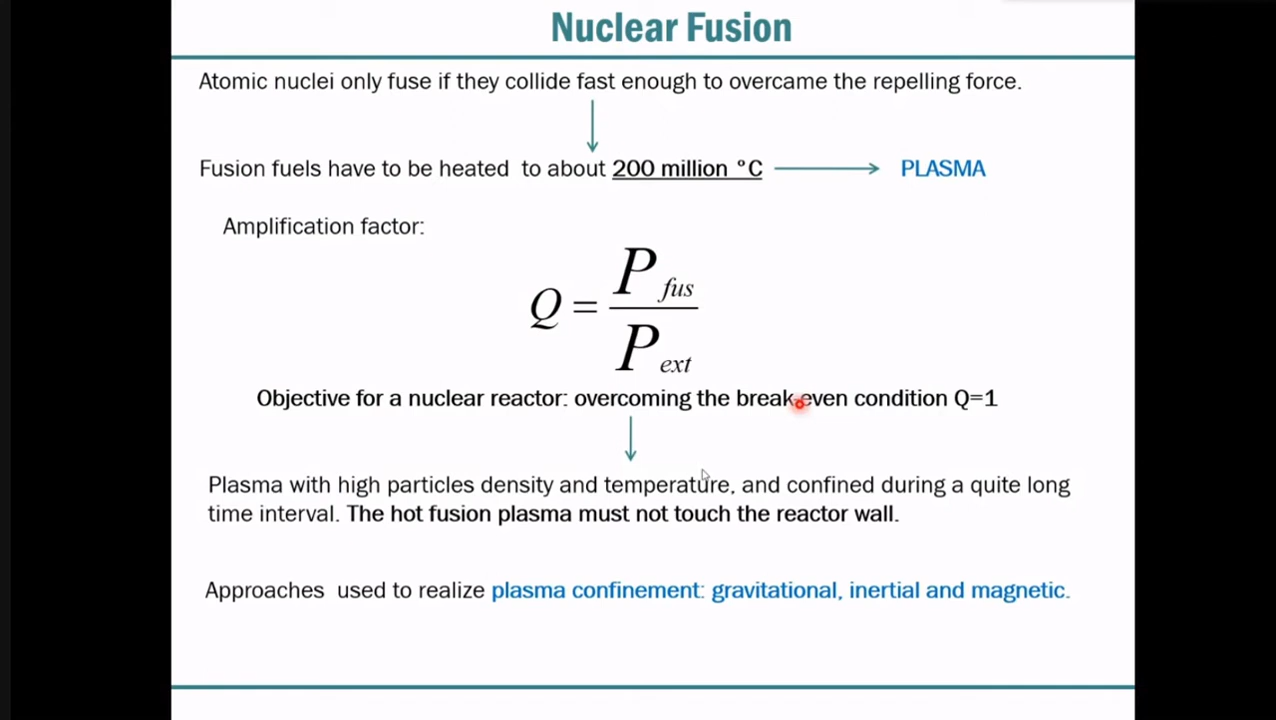 Nuclear Fusion
Atomic nuclei only fuse if they collide fast enough to overcame the repelling force.
Fusion fuels have to be heated to about 200 million °C PLASMA
Amplification factor:
Q = P fus / P ext
Objective for a nuclear reactor: overcoming the break-even condition Q=1
Plasma with high particles density and temperature, and confined during a quite long
time interval. The hot fusion plasma must not touch the reactor wall.
Approaches used to realize plasma confinement: gravitational, inertial and magnetic.